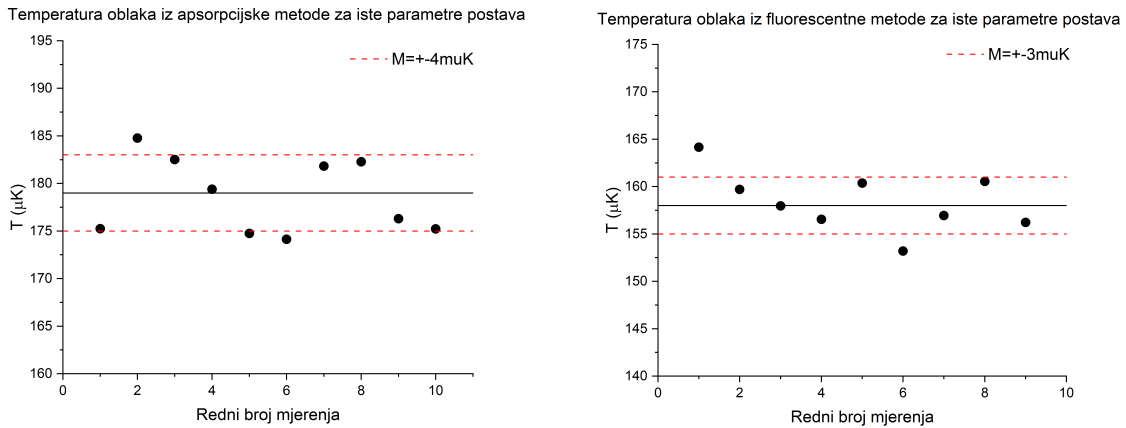 Temperatura oblaka iz apsorpcijske metode za iste parametre postava
195
190
185
180
175
170
165
160
T (μK)
M=+-4muK
0 2 4 6 8 10
Redni broj mjerenja
Temperatura oblaka iz fluorescentne metode za iste parametre postava
175
170
165
160
155
150
145
140
T (μK)
M=+-3muK
0 2 4 6 8 10
Redni broj mjerenja